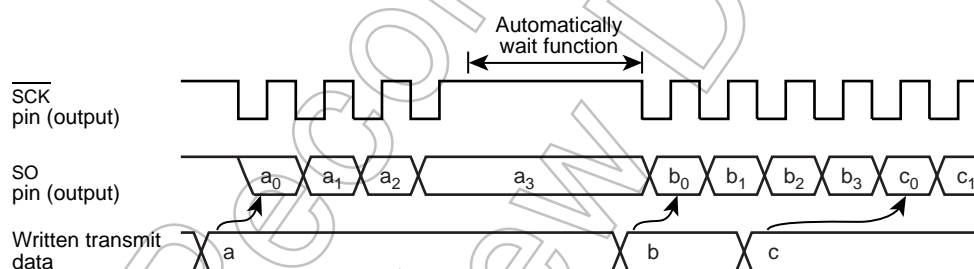 Automatically
wait function
SCK
pin (output)
SO
pin (output)
a0 a1 a2 a3 b0 b1 b2 b3 c0 c1
Written transmit
data
a b c